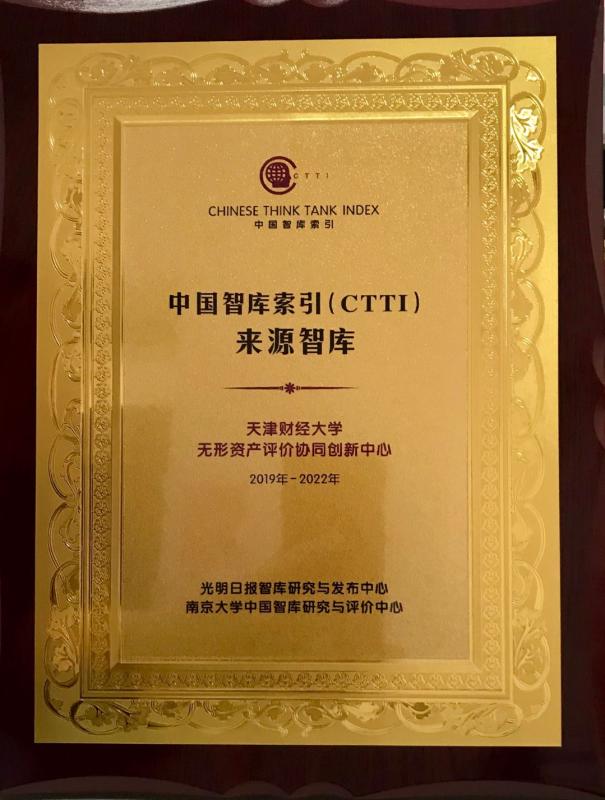 CTTI
CHINESE THINK TANK INDEX
中国智库索引
中国智库索引(CTTI)
来源智库
天津财经大学
无形资产评价协同创新中心
2019年-2022年
光明日报智库研究与发布中心
南京大学中国智库研究与评价中心